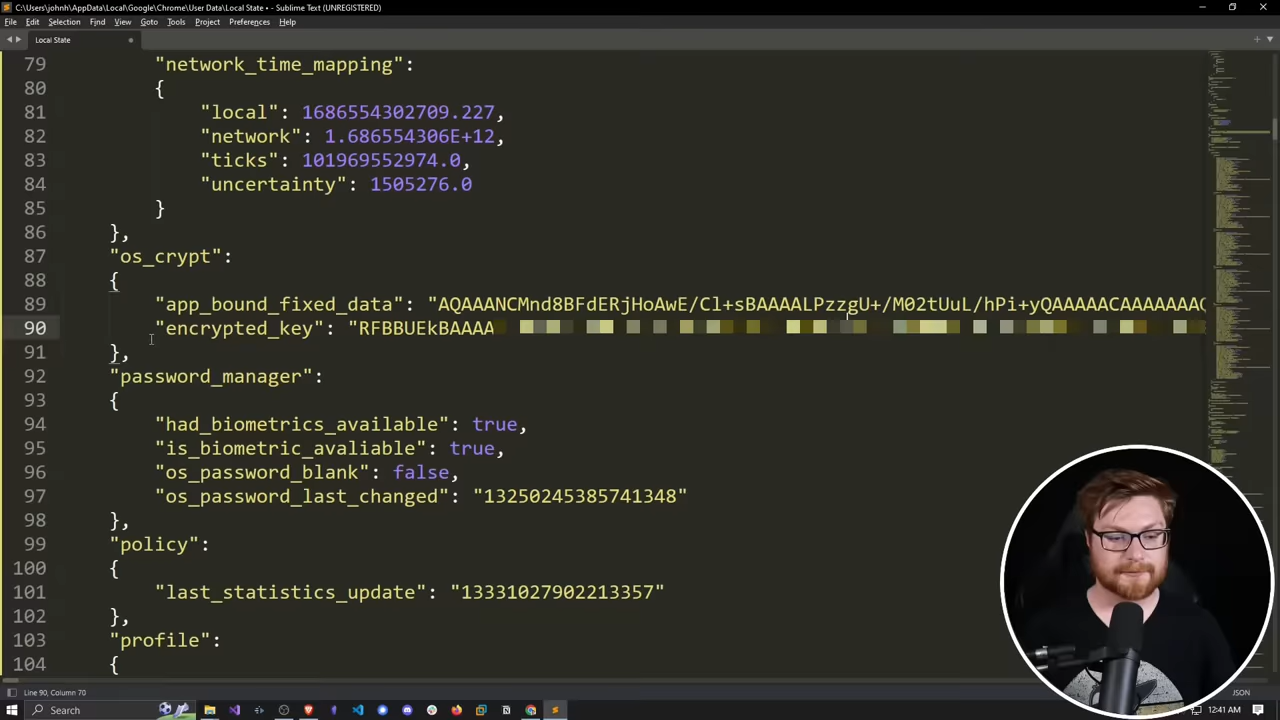 C:\Users\johnh\AppData\Local\Google\Chrome\User Data\Local State • - Sublime Text (UNREGISTERED)
File Edit Selection Find View Goto Tools Project Preferences Help
Local State
79 "network_time_mapping":
80 {
81 "local": 1686554302709.227,
82 "network": 1.686554306E+12,
83 "ticks": 101969552974.0,
84 "uncertainty": 1505276.0
85 }
86 },
87 "os_crypt":
88 {
89 "app_bound_fixed_data": "AQAAANCMnd8BFdERjHoAwE/Cl+sBAAAALPzzgU+/M02tUuL/hPi+yQAAAAACAAAAAAAQ
90 "encrypted_key": "RFBBUEkBAAAA
91 },
92 "password_manager":
93 {
94 "had_biometrics_available": true,
95 "is_biometric_avaliable": true,
96 "os_password_blank": false,
97 "os_password_last_changed": "13250245385741348"
98 },
99 "policy":
100 {
101 "last_statistics_update": "13331027902213357"
102 },
103 "profile":
104 {
Line 90, Column 70
JSON
Search
12:41 AM